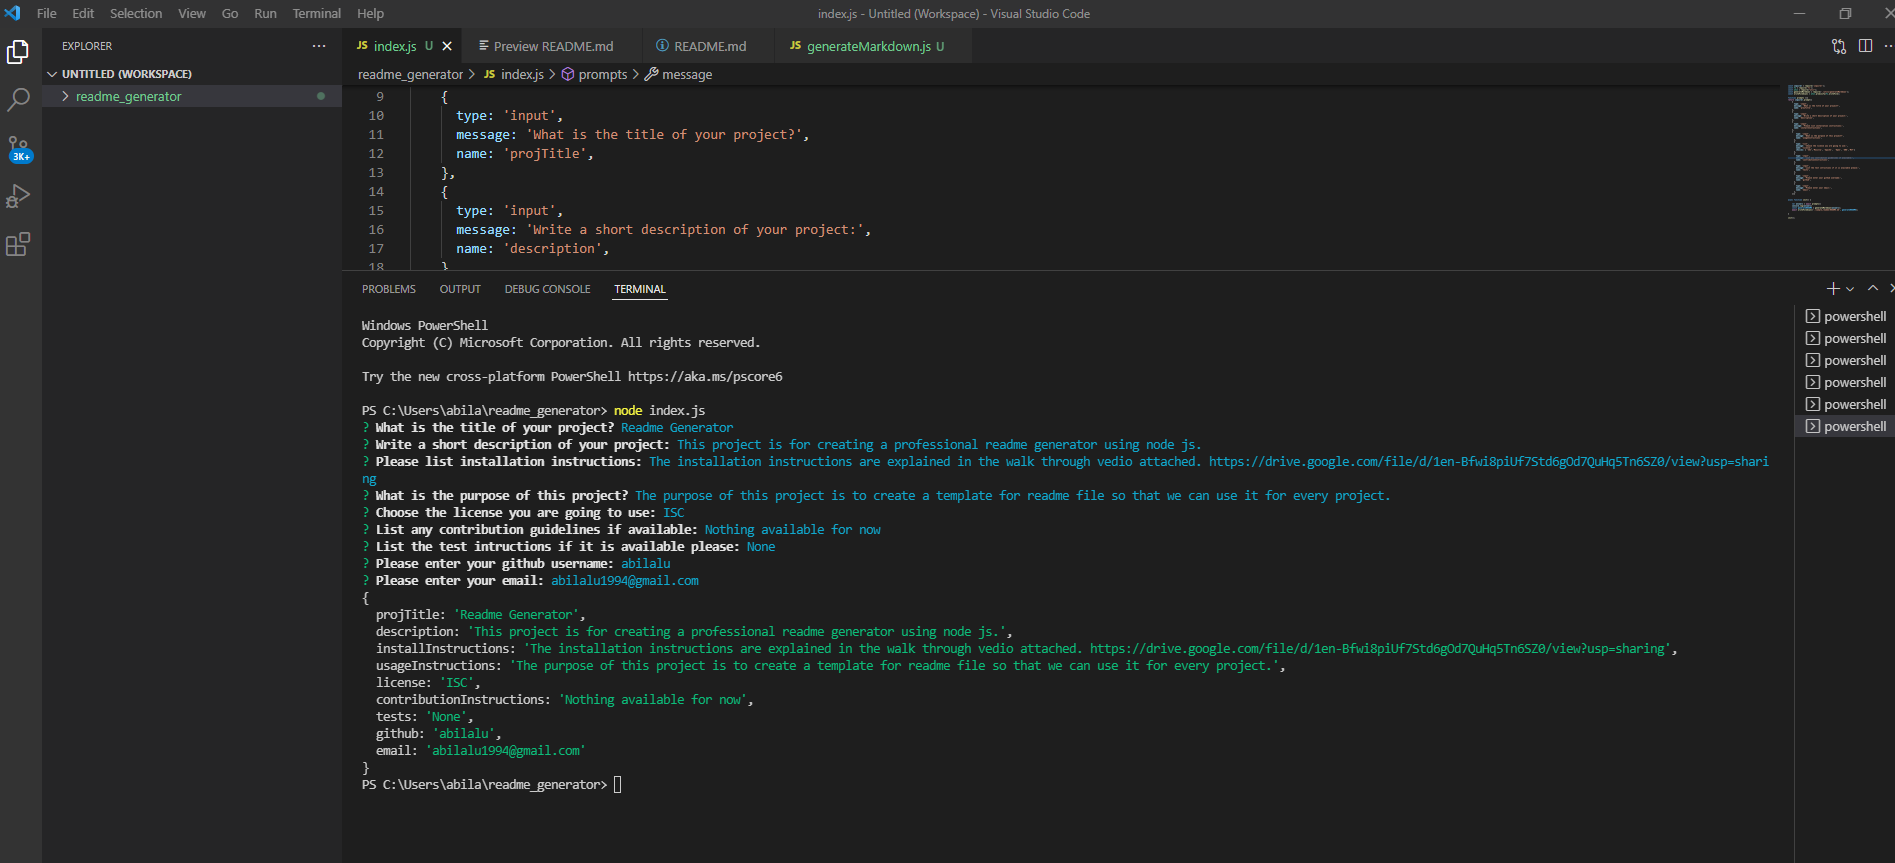 File Edit Selection View Go Run Terminal Help
index.js - Untitled (Workspace) - Visual Studio Code
EXPLORER
UNTITLED (WORKSPACE)
readme_generator
3K+
JS index.js U
Preview README.md
README.md
JS generateMarkdown.js U
readme_generator > JS index.js > prompts > message
9 {
10 type: 'input',
11 message: 'What is the title of your project?',
12 name: 'projTitle',
13 },
14 {
15 type: 'input',
16 message: 'Write a short description of your project:',
17 name: 'description',
18 }
PROBLEMS OUTPUT DEBUG CONSOLE TERMINAL
Windows PowerShell
Copyright (C) Microsoft Corporation. All rights reserved.
Try the new cross-platform PowerShell https://aka.ms/pscore6
PS C:\Users\abila\readme_generator> node index.js
? What is the title of your project? Readme Generator
? Write a short description of your project: This project is for creating a professional readme generator using node js.
? Please list installation instructions: The installation instructions are explained in the walk through vedio attached. https://drive.google.com/file/d/1en-Bfwi8piUf7Std6gOd7QuHq5Tn6SZ0/view?usp=shari
ng
? What is the purpose of this project? The purpose of this project is to create a template for readme file so that we can use it for every project.
? Choose the license you are going to use: ISC
? List any contribution guidelines if available: Nothing available for now
? List the test intructions if it is available please: None
? Please enter your github username: abilalu
? Please enter your email: abilalu1994@gmail.com
{
projTitle: 'Readme Generator',
description: 'This project is for creating a professional readme generator using node js.',
installInstructions: 'The installation instructions are explained in the walk through vedio attached. https://drive.google.com/file/d/1en-Bfwi8piUf7Std6gOd7QuHq5Tn6SZ0/view?usp=sharing',
usageInstructions: 'The purpose of this project is to create a template for readme file so that we can use it for every project.',
license: 'ISC',
contributionInstructions: 'Nothing available for now',
tests: 'None',
github: 'abilalu',
email: 'abilalu1994@gmail.com'
}
PS C:\Users\abila\readme_generator>
powershell
powershell
powershell
powershell
powershell
powershell